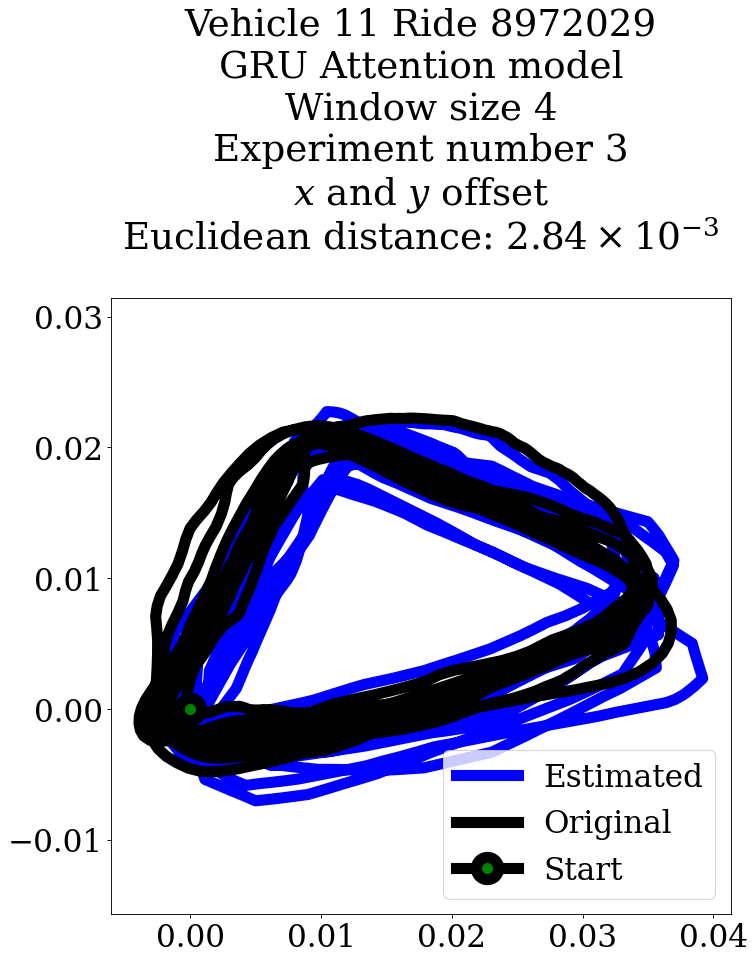 Vehicle 11 Ride 8972029
GRU Attention model
Window size 4
Experiment number 3
x and y offset
Euclidean distance: 2.84 × 10⁻³
0.03
0.02
0.01
0.00
−0.01
Estimated
Original
Start
0.00 0.01 0.02 0.03 0.04